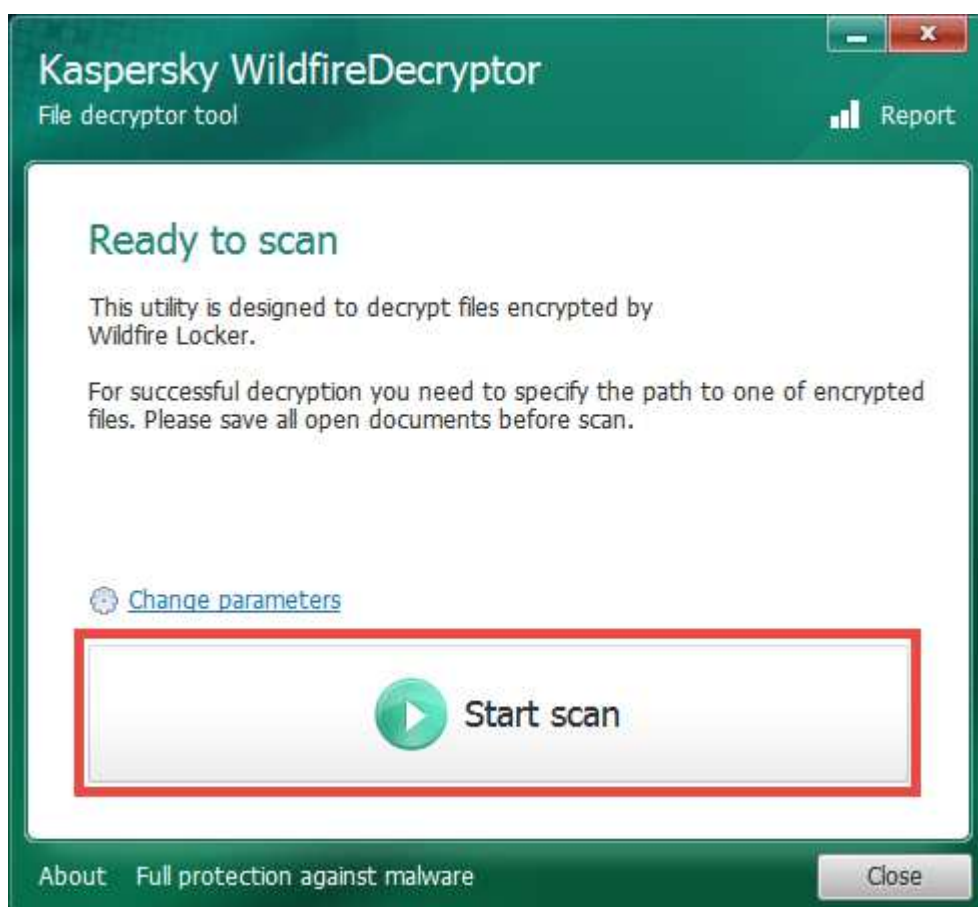 Kaspersky WildfireDecryptor
File decryptor tool
Report
Ready to scan
This utility is designed to decrypt files encrypted by
Wildfire Locker.
For successful decryption you need to specify the path to one of encrypted
files. Please save all open documents before scan.
Change parameters
Start scan
About Full protection against malware Close